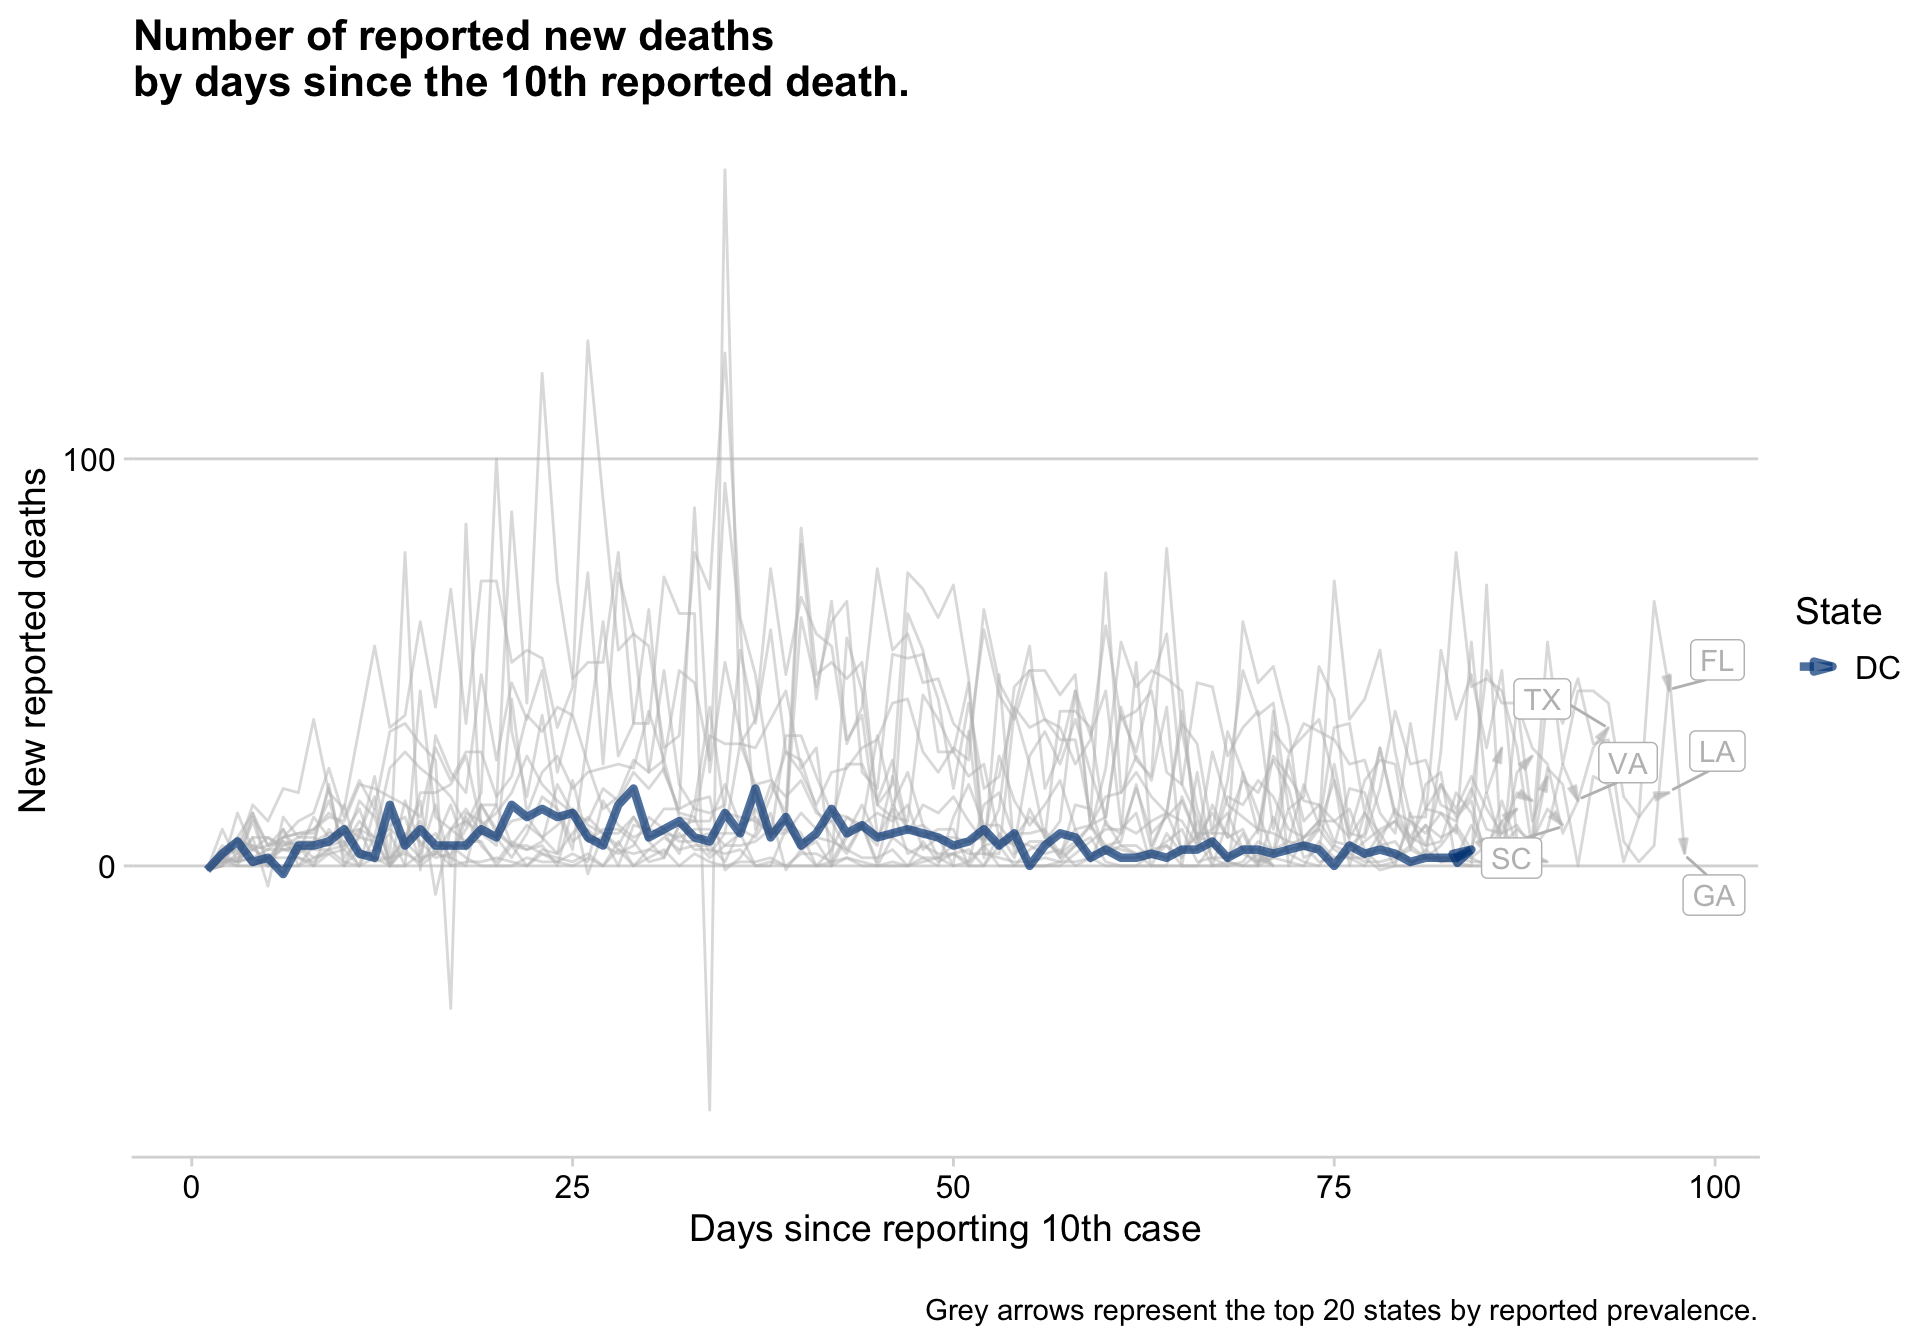 Number of reported new deaths
by days since the 10th reported death.
New reported deaths
100
0
FL
TX
LA
VA
SC
GA
State
DC
0
25
50
75
100
Days since reporting 10th case
Grey arrows represent the top 20 states by reported prevalence.